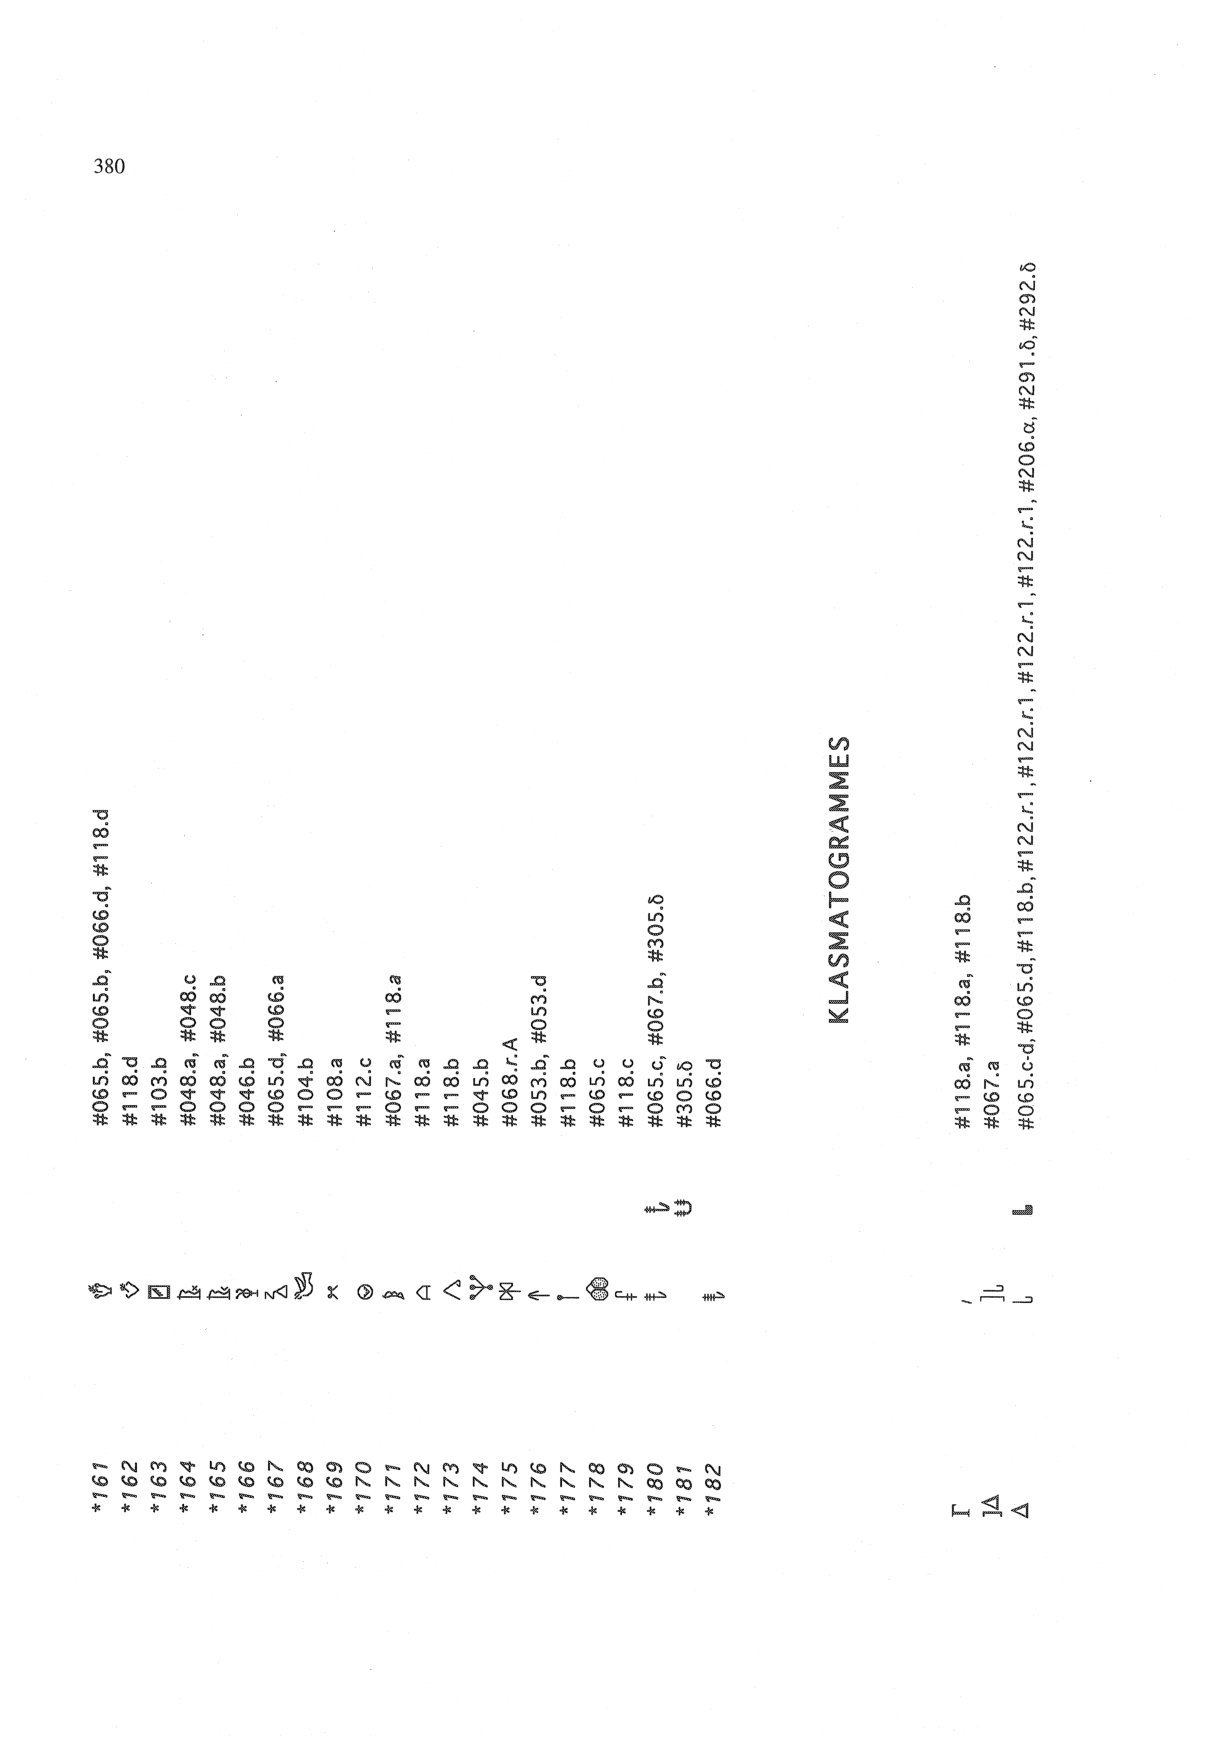 380
*161 #065.b, #065.b, #066.d, #118.d
*162 #118.d
*163 #103.b
*164 #048.a, #048.c
*165 #048.a, #048.b
*166 #046.b
*167 #065.d, #066.a
*168 #104.b
*169 #108.a
*170 #112.c
*171 #067.a, #118.a
*172 #118.a
*173 #118.b
*174 #045.b
*175 #068.r.A
*176 #053.b, #053.d
*177 #118.b
*178 #065.c
*179 #118.c
*180 #065.c, #067.b, #305.δ
*181 #305.δ
*182 #066.d
KLASMATOGRAMMES
Γ #118.a, #118.a, #118.b
]Δ #067.a
Δ #065.c-d, #065.d, #118.b, #122.r.1, #122.r.1, #122.r.1, #122.r.1, #206.α, #291.δ, #292.δ